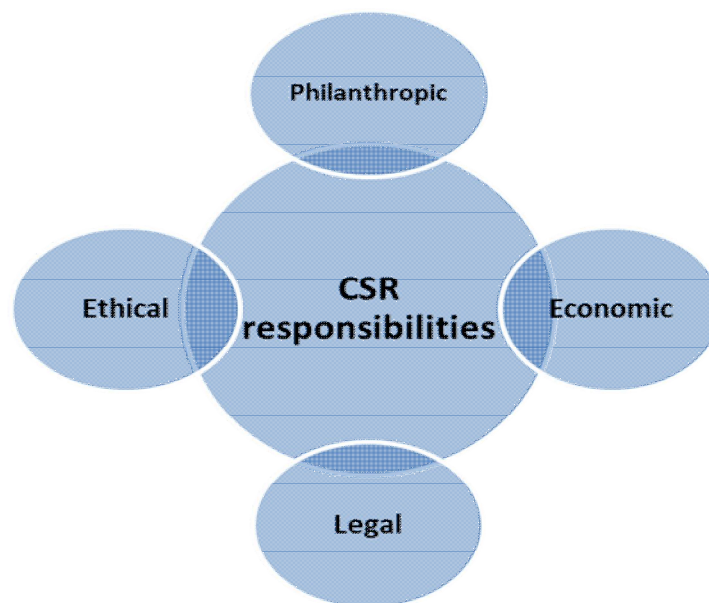 Philanthropic
CSR
responsibilities
Ethical
Economic
Legal